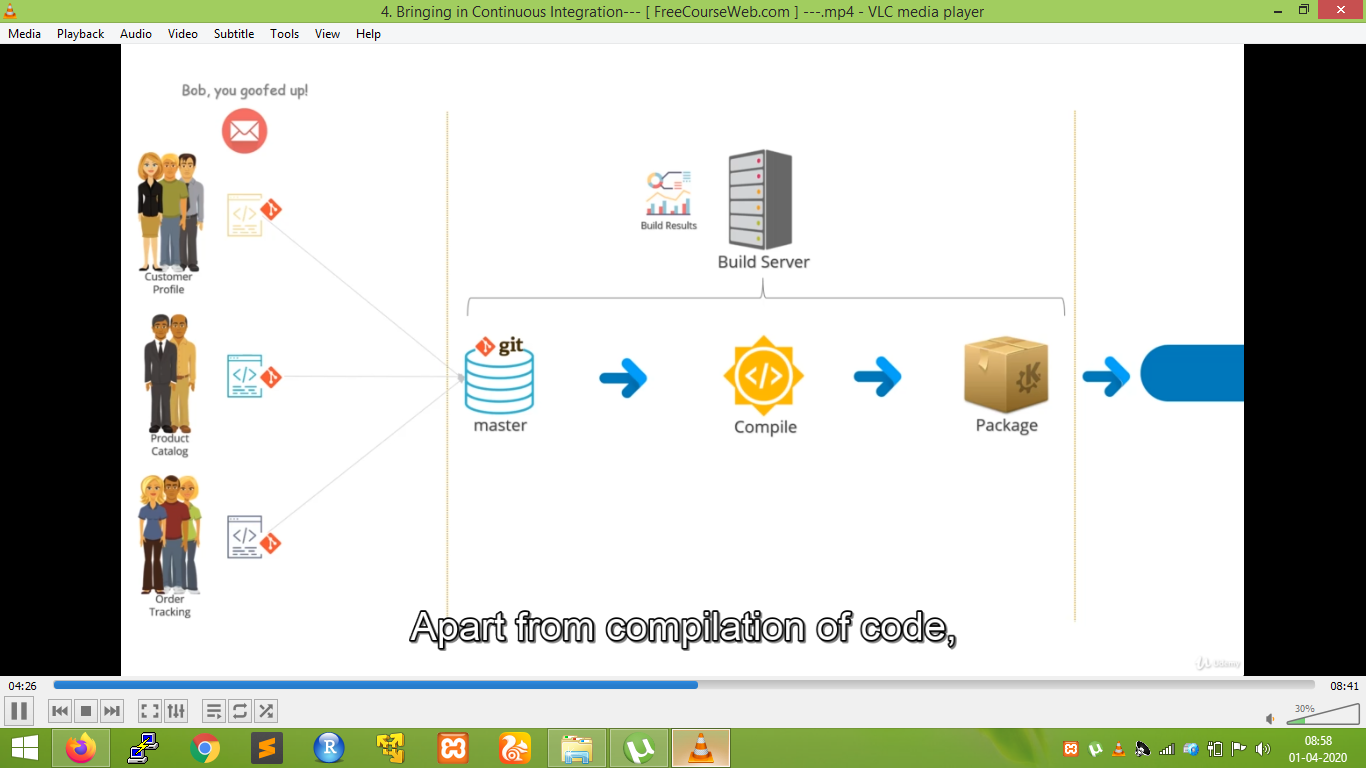 4. Bringing in Continuous Integration--- [ FreeCourseWeb.com ] ---.mp4 - VLC media player
Media Playback Audio Video Subtitle Tools View Help
Bob, you goofed up!
Customer
Profile
Product
Catalog
Order
Tracking
Build Results
Build Server
git
master
Compile
Package
Apart from compilation of code,
Udemy
04:26
08:41
30%
R
08:58
01-04-2020